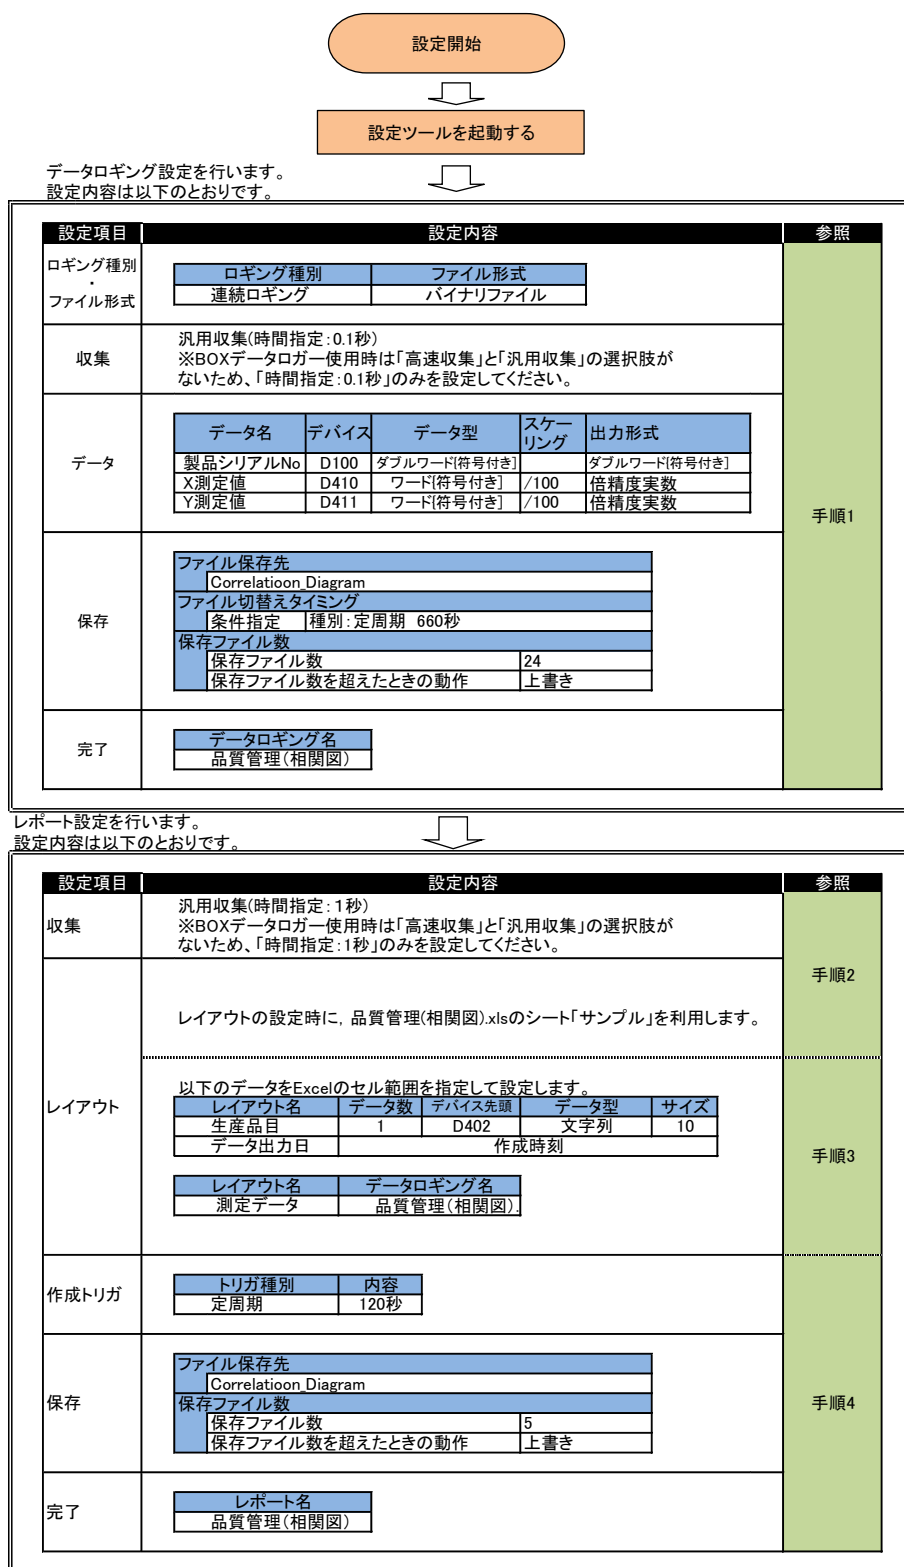 設定開始
設定ツールを起動する
データロギング設定を行います。
設定内容は以下のとおりです。
設定項目 設定内容 参照
ロギング種別
・
ファイル形式
ロギング種別 ファイル形式
連続ロギング バイナリファイル
収集
汎用収集(時間指定:0.1秒)
※BOXデータロガー使用時は「高速収集」と「汎用収集」の選択肢が
ないため、「時間指定:0.1秒」のみを設定してください。
データ
データ名 デバイス データ型 スケーリング 出力形式
製品シリアルNo D100 ダブルワード[符号付き] ダブルワード[符号付き]
X測定値 D410 ワード[符号付き] /100 倍精度実数
Y測定値 D411 ワード[符号付き] /100 倍精度実数
手順1
保存
ファイル保存先
Correlatioon_Diagram
ファイル切替えタイミング
条件指定 種別:定周期 660秒
保存ファイル数
保存ファイル数 24
保存ファイル数を超えたときの動作 上書き
完了
データロギング名
品質管理(相関図)
レポート設定を行います。
設定内容は以下のとおりです。
設定項目 設定内容 参照
収集
汎用収集(時間指定:1秒)
※BOXデータロガー使用時は「高速収集」と「汎用収集」の選択肢が
ないため、「時間指定:1秒」のみを設定してください。
手順2
レイアウト
レイアウトの設定時に, 品質管理(相関図).xlsのシート「サンプル」を利用します。
以下のデータをExcelのセル範囲を指定して設定します。
レイアウト名 データ数 デバイス先頭 データ型 サイズ
生産品目 1 D402 文字列 10
データ出力日 作成時刻
手順3
レイアウト名 データロギング名
測定データ 品質管理(相関図).
作成トリガ
トリガ種別 内容
定周期 120秒
保存
ファイル保存先
Correlatioon_Diagram
保存ファイル数
保存ファイル数 5
保存ファイル数を超えたときの動作 上書き
手順4
完了
レポート名
品質管理(相関図)